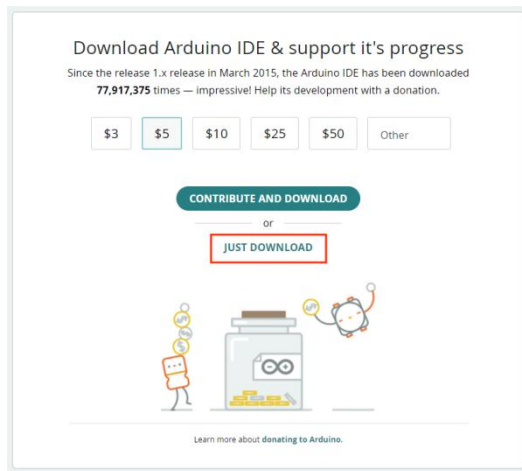 Download Arduino IDE & support it's progress
Since the release 1.x release in March 2015, the Arduino IDE has been downloaded
77,917,375 times — impressive! Help its development with a donation.
$3 $5 $10 $25 $50 Other
CONTRIBUTE AND DOWNLOAD
or
JUST DOWNLOAD
Learn more about donating to Arduino.